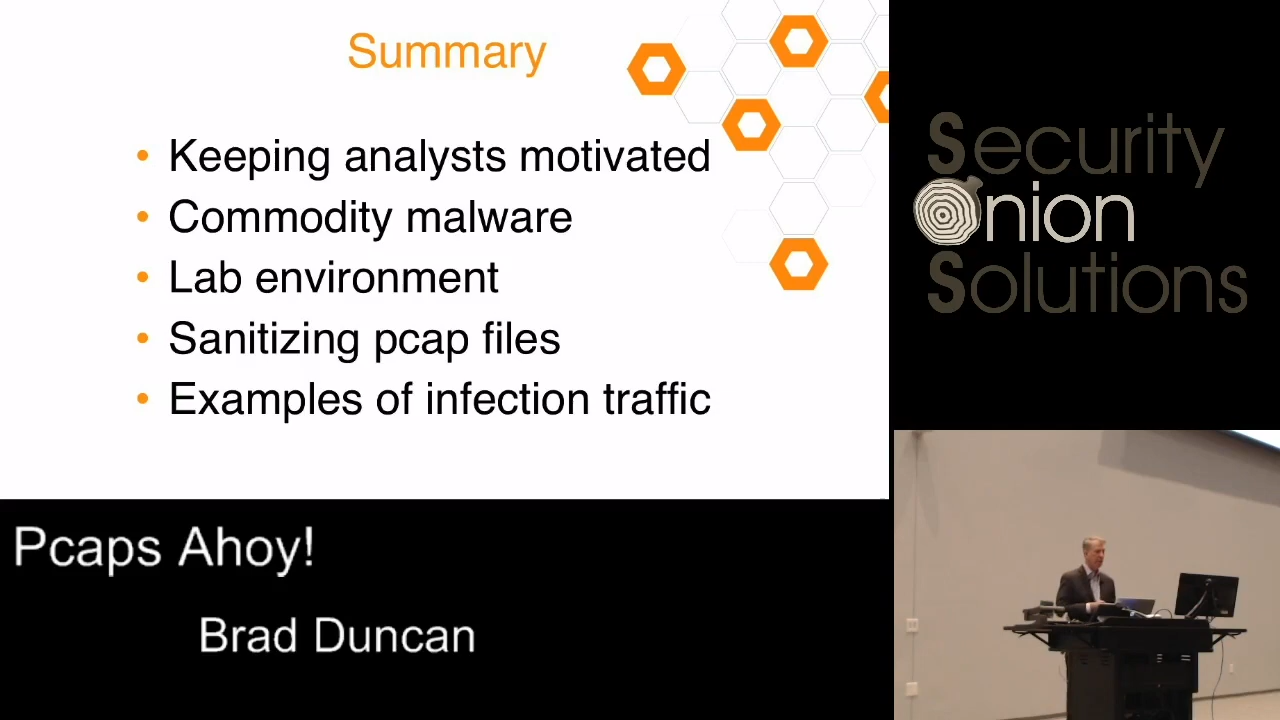 Summary
• Keeping analysts motivated
• Commodity malware
• Lab environment
• Sanitizing pcap files
• Examples of infection traffic
Pcaps Ahoy!
Brad Duncan
Security
Onion
Solutions